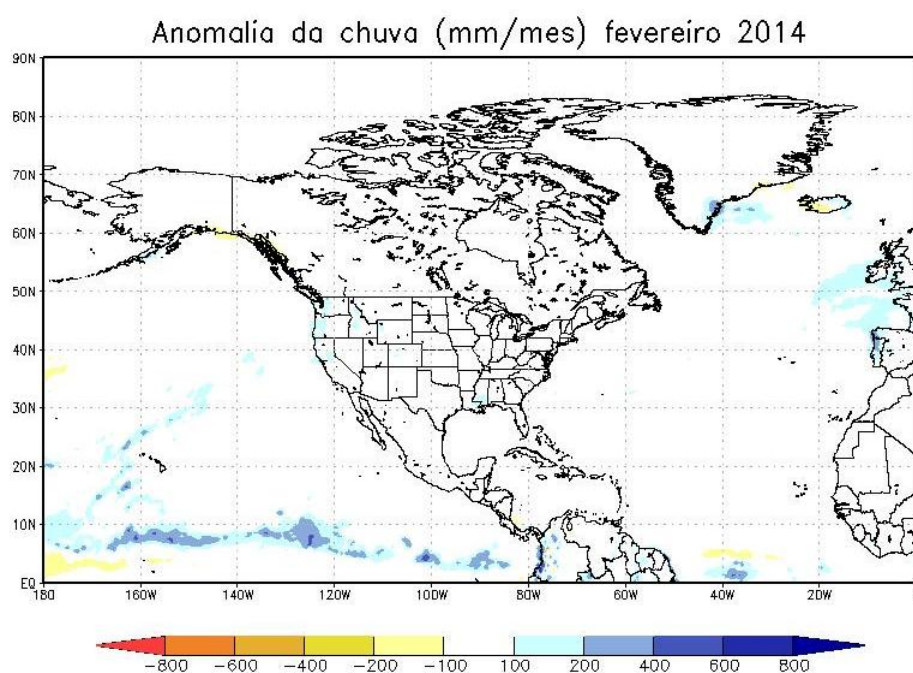 Anomalia da chuva (mm/mes) fevereiro 2014
90N
80N
70N
60N
50N
40N
30N
20N
10N
EQ
180 160W 140W 120W 100W 80W 60W 40W 20W
-800 -600 -400 -200 -100 100 200 400 600 800